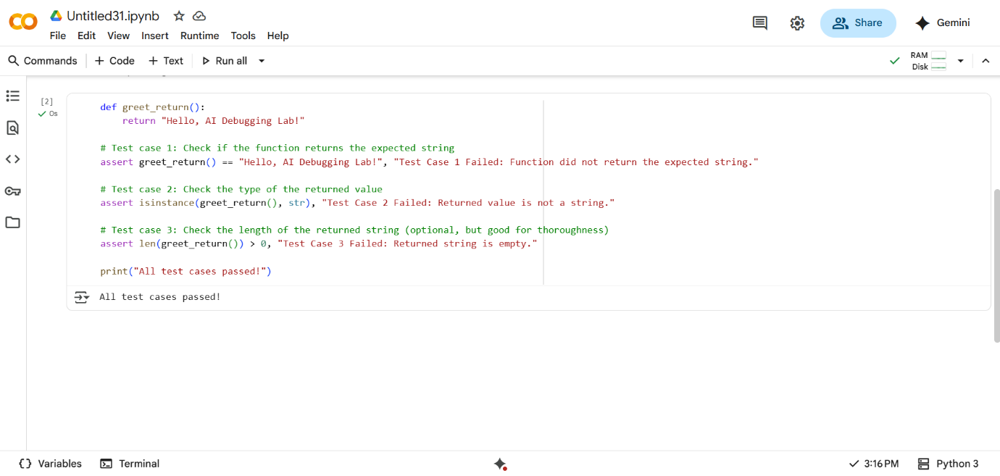 Untitled31.ipynb
File Edit View Insert Runtime Tools Help
Share
Gemini
Commands + Code + Text Run all
RAM
Disk
[2]
0s
def greet_return():
    return "Hello, AI Debugging Lab!"
# Test case 1: Check if the function returns the expected string
assert greet_return() == "Hello, AI Debugging Lab!", "Test Case 1 Failed: Function did not return the expected string."
# Test case 2: Check the type of the returned value
assert isinstance(greet_return(), str), "Test Case 2 Failed: Returned value is not a string."
# Test case 3: Check the length of the returned string (optional, but good for thoroughness)
assert len(greet_return()) > 0, "Test Case 3 Failed: Returned string is empty."
print("All test cases passed!")
All test cases passed!
{} Variables Terminal
3:16 PM Python 3